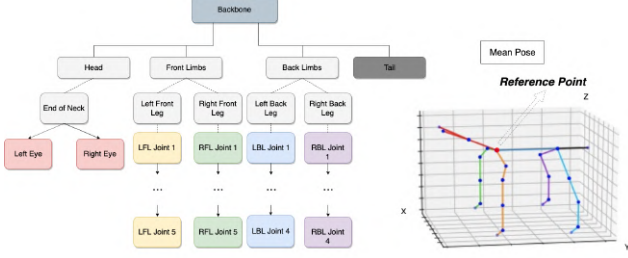 Backbone
Mean Pose
Head
Front Limbs
Back Limbs
Tail
Reference Point
End of Neck
Left Front
Leg
Right Front
Leg
Left Back
Leg
Right Back
Leg
Z
Left Eye
Right Eye
LFL Joint 1
RFL Joint 1
LBL Joint 1
RBL Joint
1
...
...
...
...
X
LFL Joint 5
RFL Joint 5
LBL Joint 4
RBL Joint
4
Y